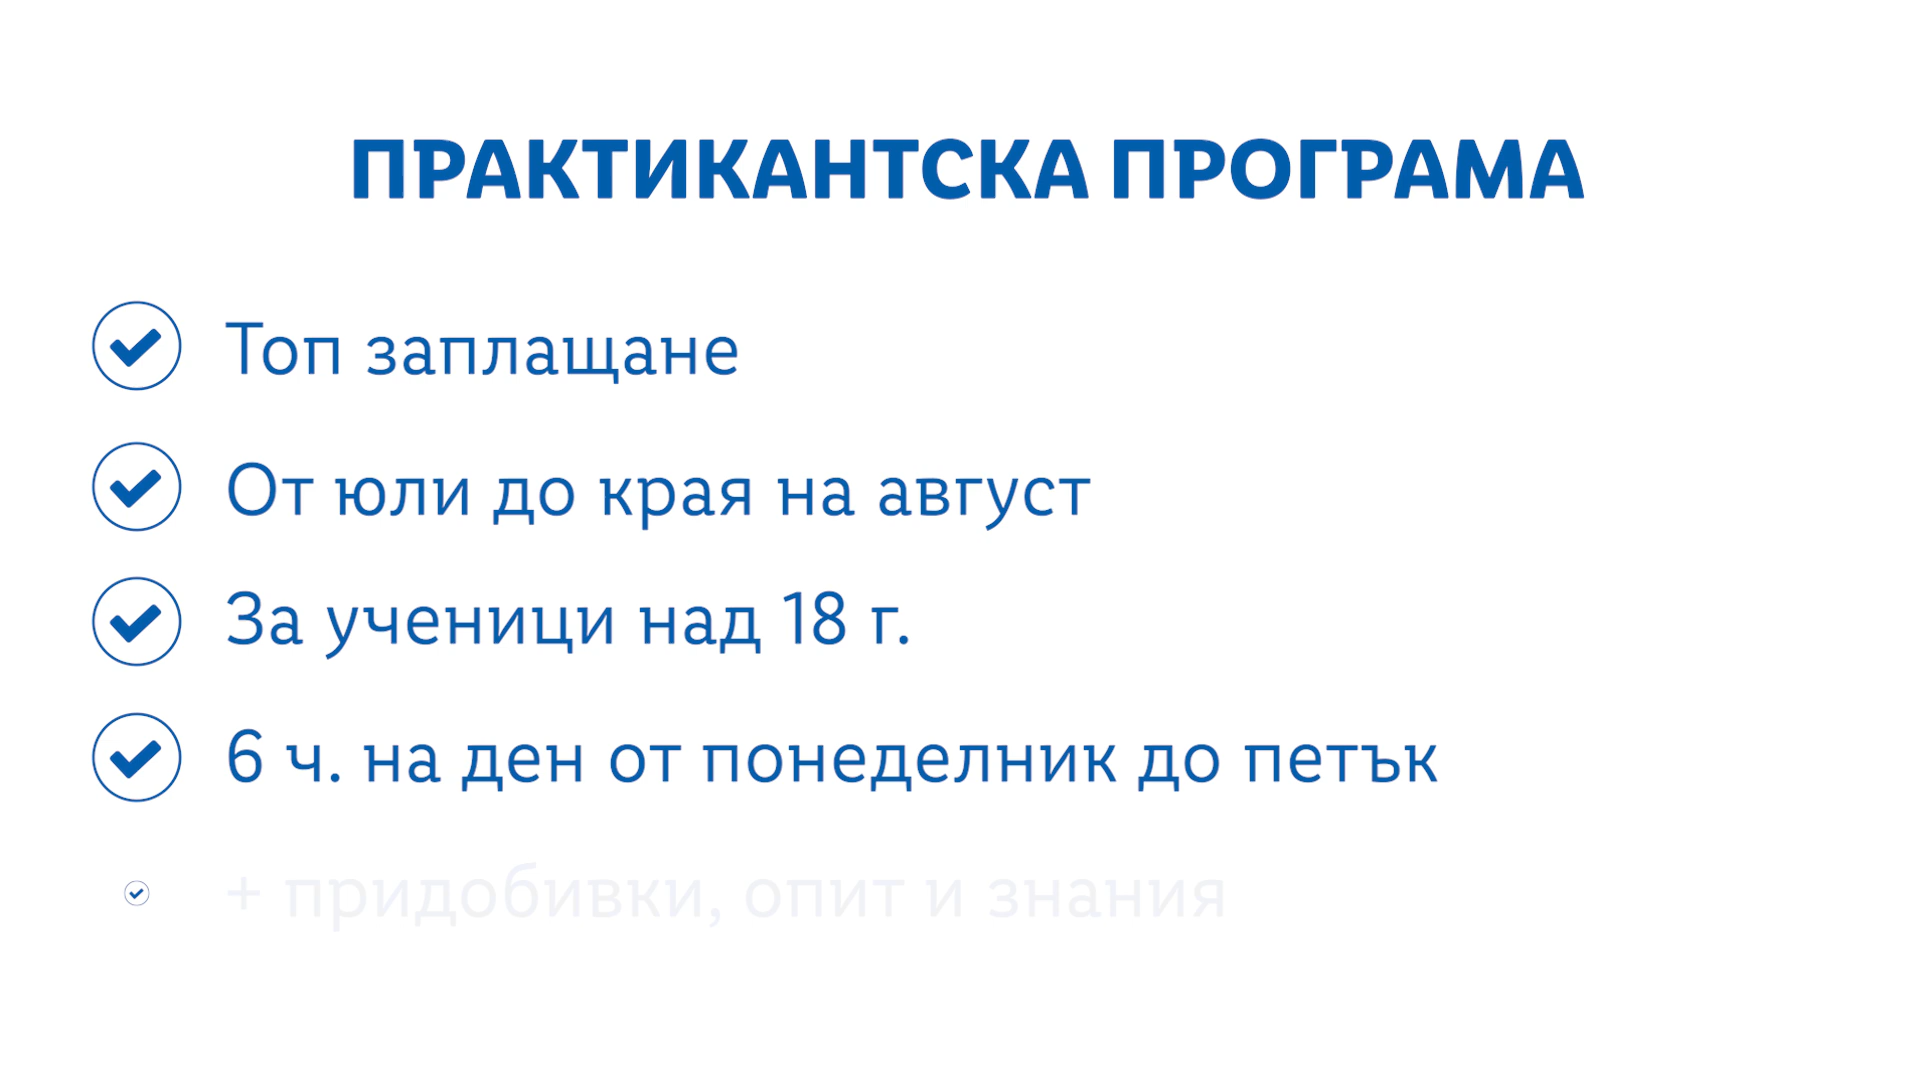 ПРАКТИКАНТСКА ПРОГРАМА
Топ заплащане
От юли до края на август
За ученици над 18 г.
6 ч. на ден от понеделник до петък
+ придобивки, опит и знания